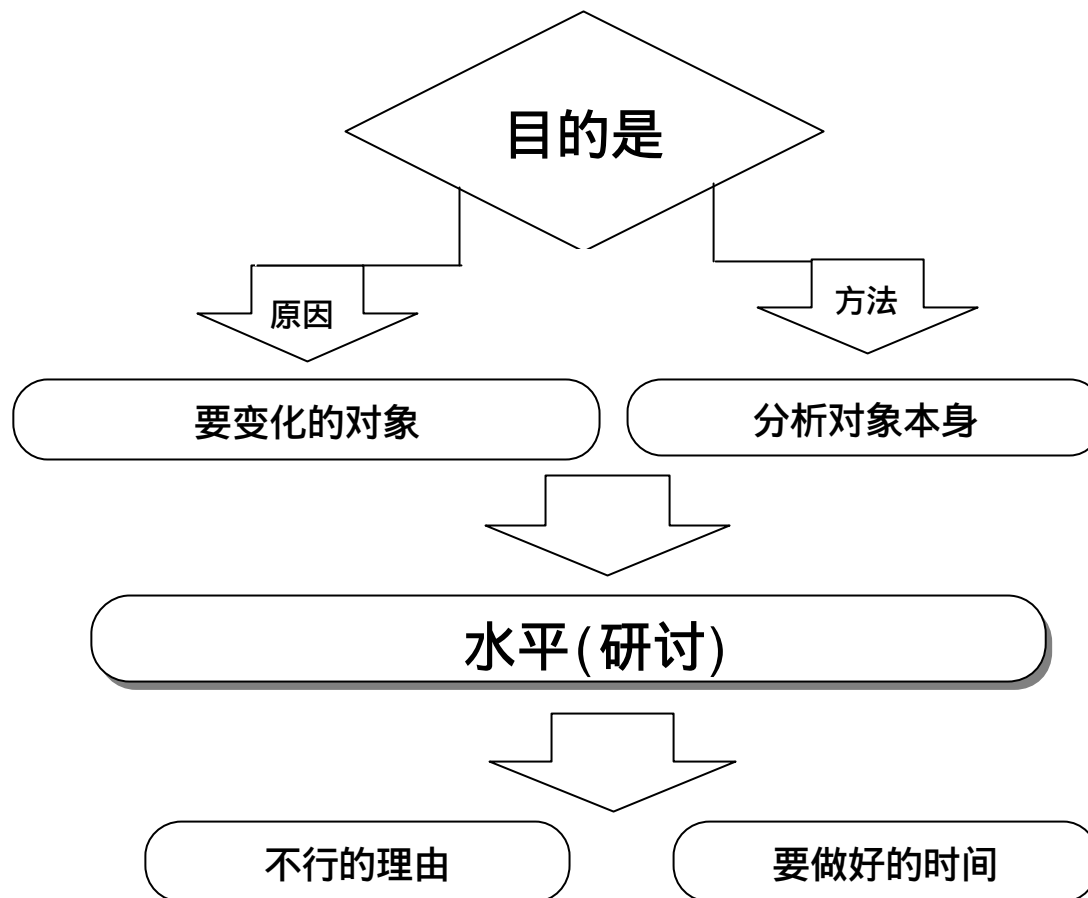 目的是
原因
方法
要变化的对象
分析对象本身
水平(研讨)
不行的理由
要做好的时间